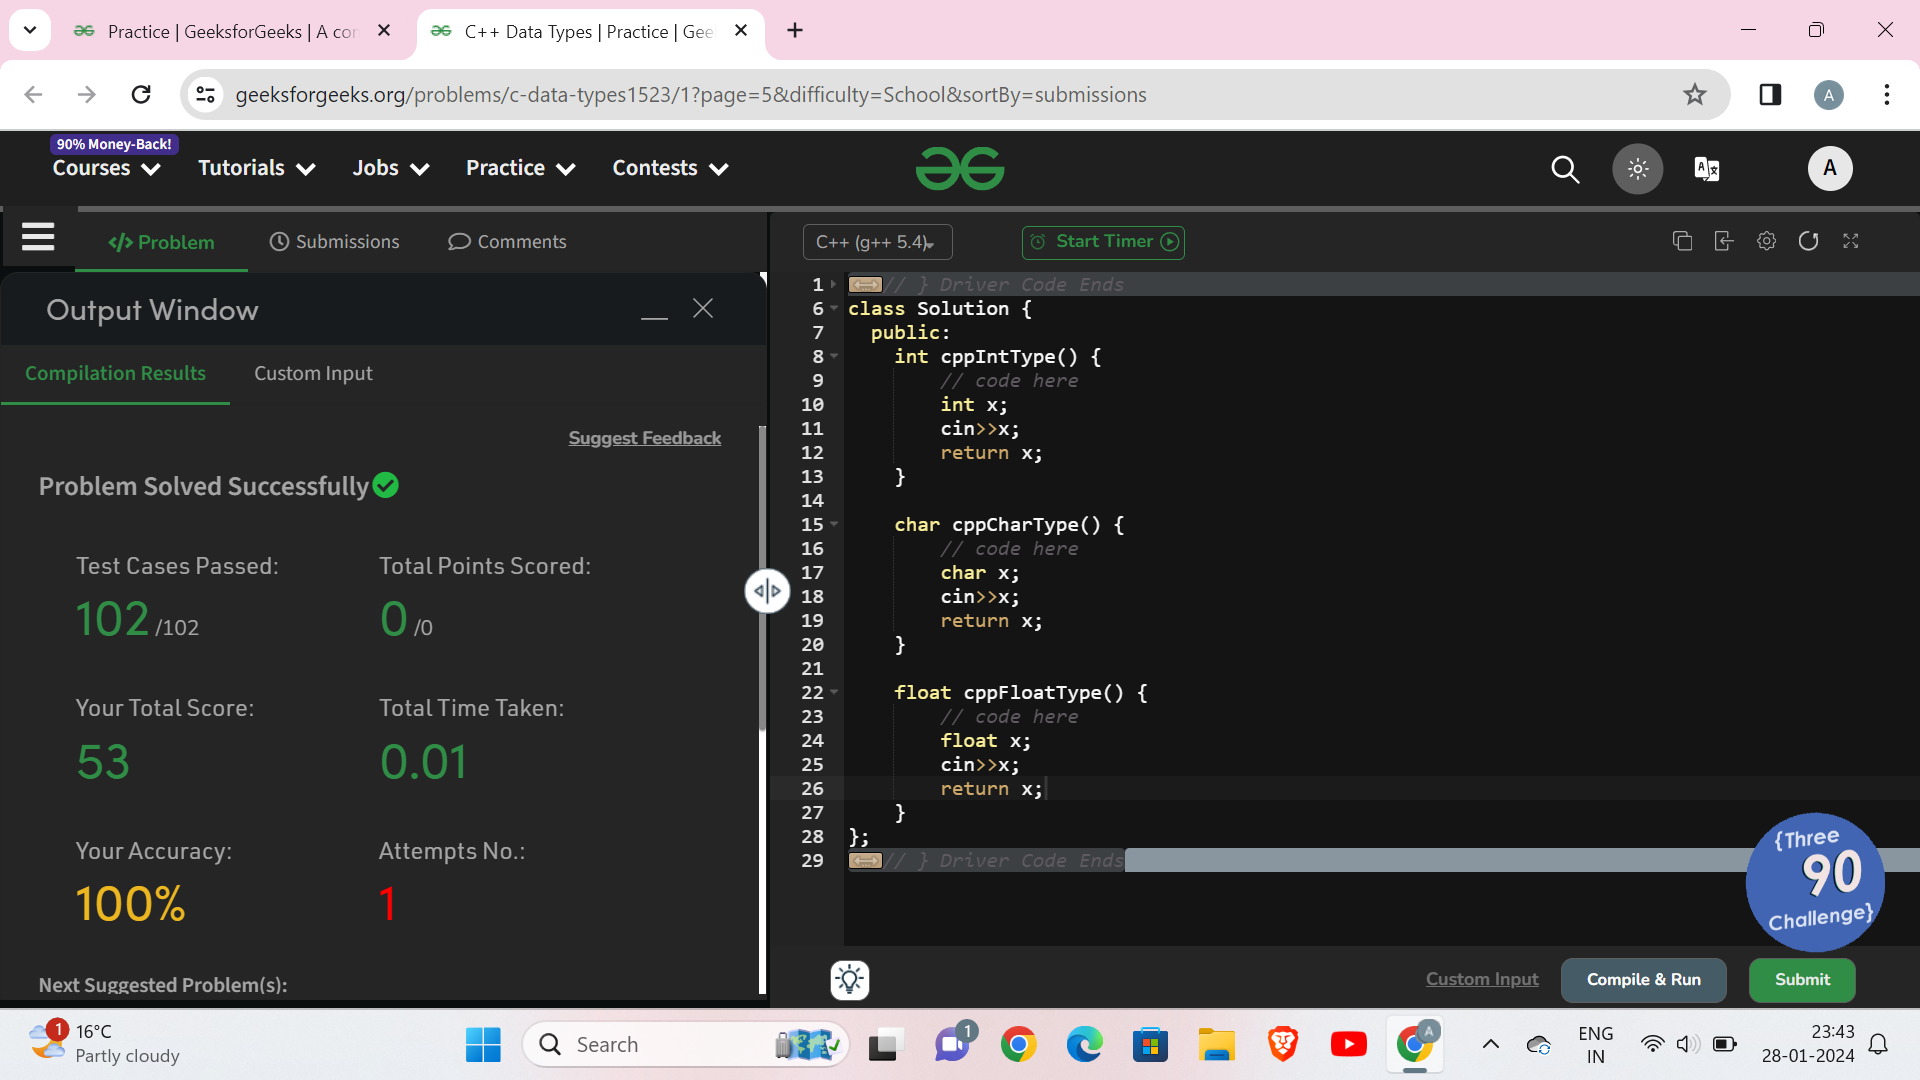 Practice | GeeksforGeeks | A co
C++ Data Types | Practice | Gee
geeksforgeeks.org/problems/c-data-types1523/1?page=5&difficulty=School&sortBy=submissions
A
90% Money-Back!
Courses
Tutorials
Jobs
Practice
Contests
A
</> Problem
Submissions
Comments
C++ (g++ 5.4)
Start Timer
Output Window
Compilation Results
Custom Input
Suggest Feedback
Problem Solved Successfully
Test Cases Passed:
Total Points Scored:
102 /102
0 /0
Your Total Score:
Total Time Taken:
53
0.01
Your Accuracy:
Attempts No.:
100%
1
Next Suggested Problem(s):
1 // } Driver Code Ends
6 class Solution {
7 public:
8 int cppIntType() {
9 // code here
10 int x;
11 cin>>x;
12 return x;
13 }
14
15 char cppCharType() {
16 // code here
17 char x;
18 cin>>x;
19 return x;
20 }
21
22 float cppFloatType() {
23 // code here
24 float x;
25 cin>>x;
26 return x;
27 }
28 };
29 // } Driver Code Ends
{Three
90
Challenge}
Custom Input
Compile & Run
Submit
1
16°C
Partly cloudy
Search
1
A
ENG
IN
23:43
28-01-2024